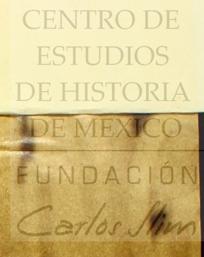 CENTRO DE
ESTUDIOS
DE HISTORIA
DE MEXICO
FUNDACIÓN
Carlos Slim